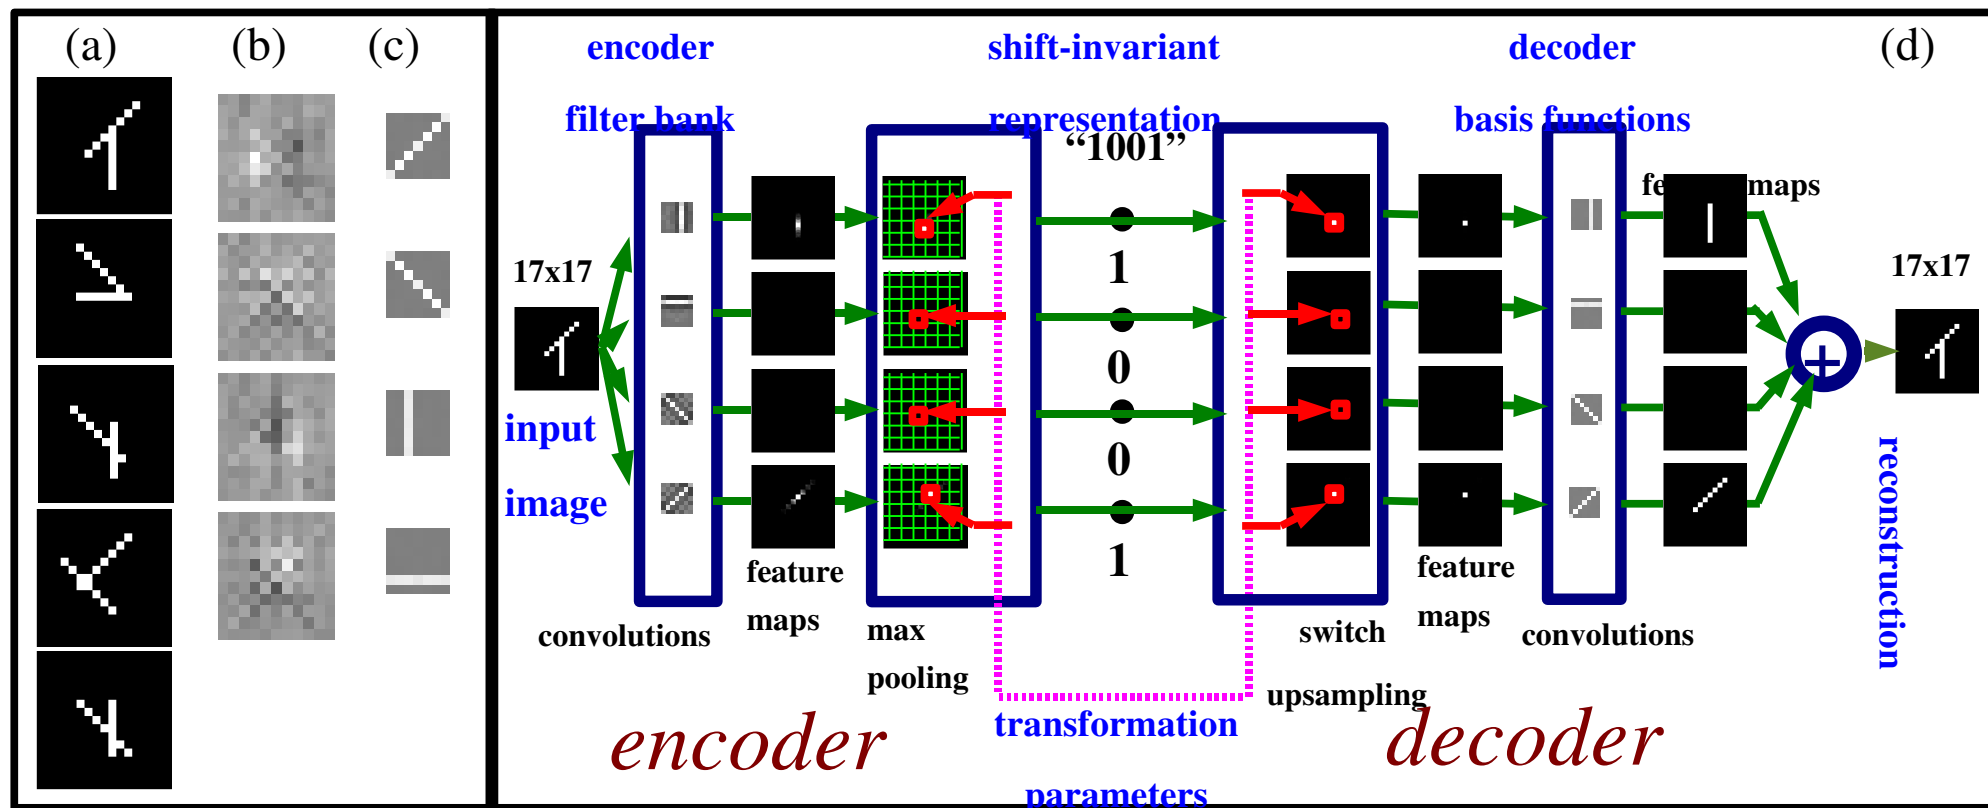 (a)
(b)
(c)
encoder
filter bank
shift-invariant
representation
"1001"
decoder
basis functions
(d)
17x17
input
image
convolutions
feature
maps
max
pooling
1
0
0
1
transformation
parameters
switch
upsampling
feature
maps
convolutions
maps
17x17
+
reconstruction
encoder
decoder